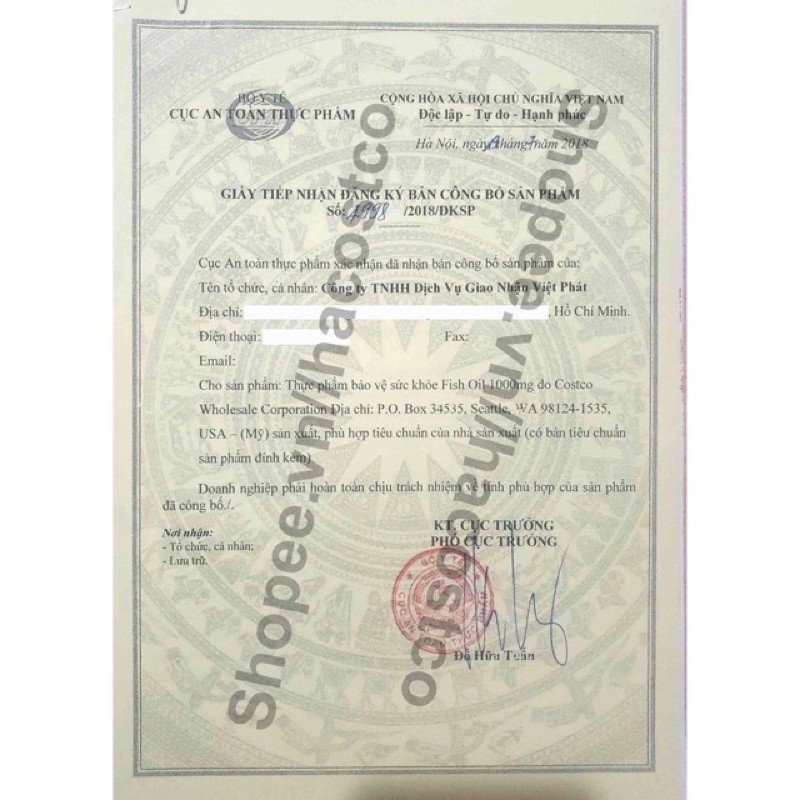 BỘ Y TẾ
CỤC AN TOÀN THỰC PHẨM
CỘNG HÒA XÃ HỘI CHỦ NGHĨA VIỆT NAM
Độc lập - Tự do - Hạnh phúc
Hà Nội, ngày tháng 7 năm 2018
GIẤY TIẾP NHẬN ĐĂNG KÝ BẢN CÔNG BỐ SẢN PHẨM
Số: 4998 /2018/ĐKSP
Cục An toàn thực phẩm xác nhận đã nhận bản công bố sản phẩm của:
Tên tổ chức, cá nhân: Công ty TNHH Dịch Vụ Giao Nhận Việt Phát
Địa chỉ: , Hồ Chí Minh.
Điện thoại: Fax:
Email:
Cho sản phẩm: Thực phẩm bảo vệ sức khỏe Fish Oil 1000mg do Costco
Wholesale Corporation Địa chỉ: P.O. Box 34535, Seattle, WA 98124-1535,
USA – (Mỹ) sản xuất, phù hợp tiêu chuẩn của nhà sản xuất (có bản tiêu chuẩn
sản phẩm đính kèm)
Doanh nghiệp phải hoàn toàn chịu trách nhiệm về tính phù hợp của sản phẩm
đã công bố./.
Nơi nhận:
- Tổ chức, cá nhân;
- Lưu trữ.
KT. CỤC TRƯỞNG
PHÓ CỤC TRƯỞNG
Đỗ Hữu Tuấn
Shopee.vn/hacostco
Shopee.vn/hacostco